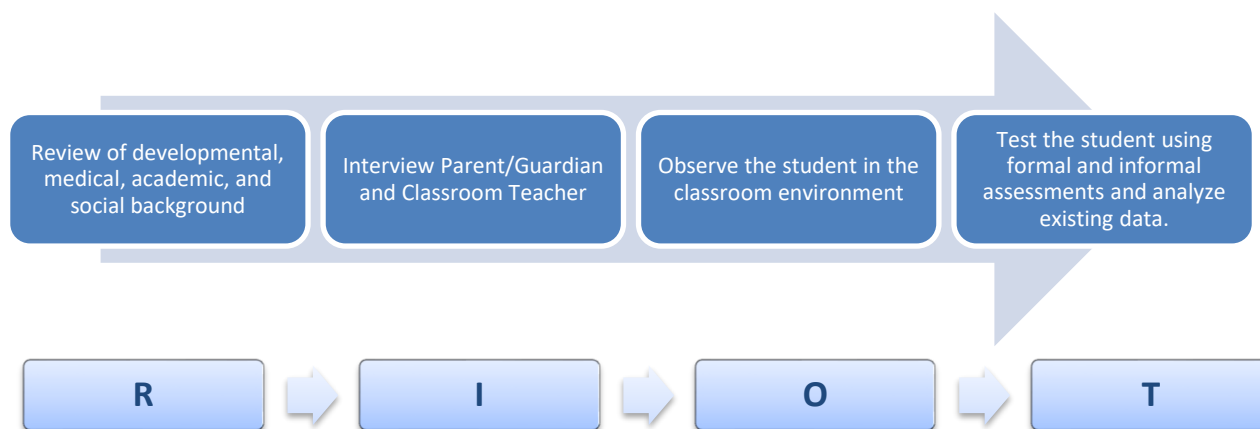 Review of developmental,
medical, academic, and
social background
Interview Parent/Guardian
and Classroom Teacher
Observe the student in the
classroom environment
Test the student using
formal and informal
assessments and analyze
existing data.
R
I
O
T